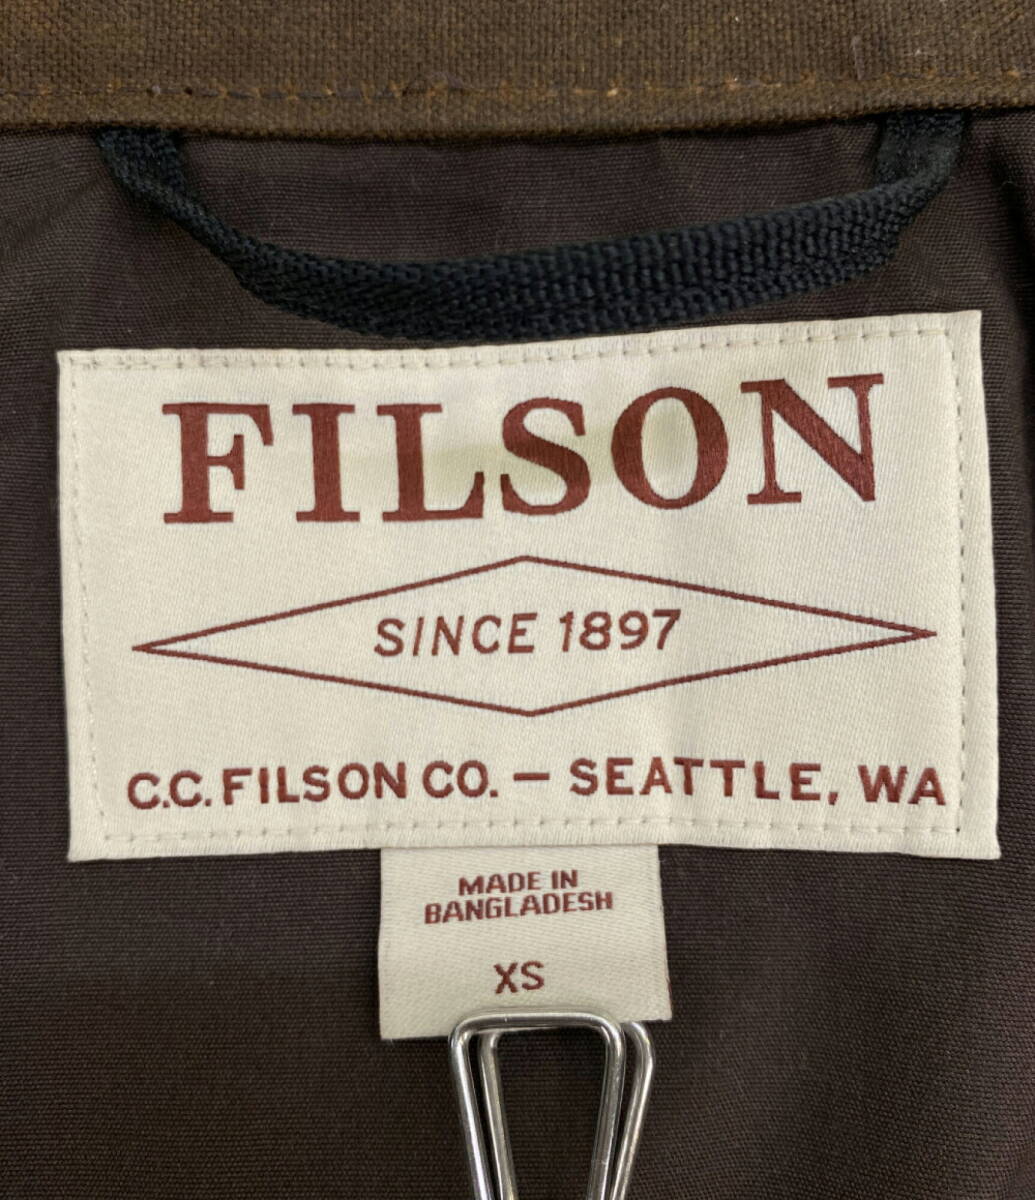 FILSON
SINCE 1897
C.C. FILSON CO. — SEATTLE, WA
MADE IN
BANGLADESH
XS